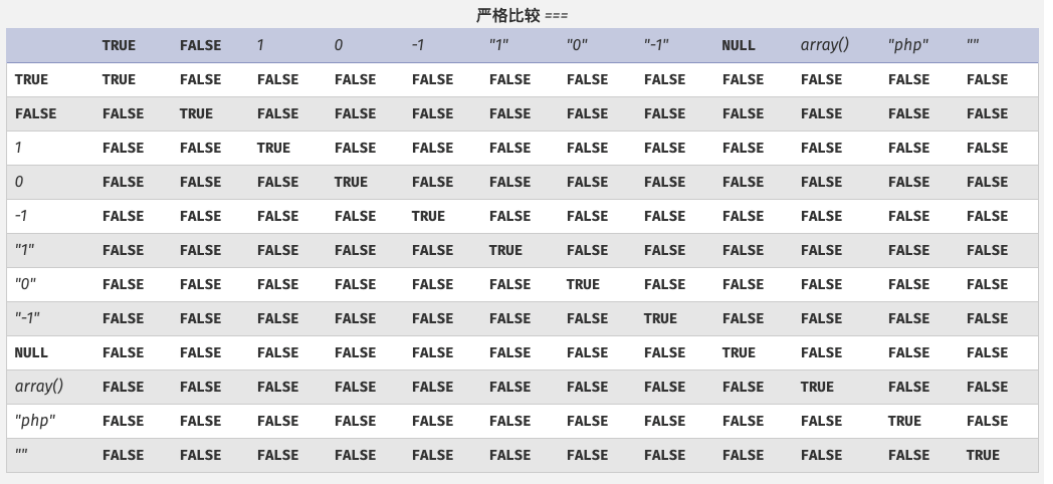 严格比较 ===
TRUE FALSE 1 0 -1 "1" "0" "-1" NULL array() "php" ""
TRUE TRUE FALSE FALSE FALSE FALSE FALSE FALSE FALSE FALSE FALSE FALSE FALSE
FALSE FALSE TRUE FALSE FALSE FALSE FALSE FALSE FALSE FALSE FALSE FALSE FALSE
1 FALSE FALSE TRUE FALSE FALSE FALSE FALSE FALSE FALSE FALSE FALSE FALSE
0 FALSE FALSE FALSE TRUE FALSE FALSE FALSE FALSE FALSE FALSE FALSE FALSE
-1 FALSE FALSE FALSE FALSE TRUE FALSE FALSE FALSE FALSE FALSE FALSE FALSE
"1" FALSE FALSE FALSE FALSE FALSE TRUE FALSE FALSE FALSE FALSE FALSE FALSE
"0" FALSE FALSE FALSE FALSE FALSE FALSE TRUE FALSE FALSE FALSE FALSE FALSE
"-1" FALSE FALSE FALSE FALSE FALSE FALSE FALSE TRUE FALSE FALSE FALSE FALSE
NULL FALSE FALSE FALSE FALSE FALSE FALSE FALSE FALSE TRUE FALSE FALSE FALSE
array() FALSE FALSE FALSE FALSE FALSE FALSE FALSE FALSE FALSE TRUE FALSE FALSE
"php" FALSE FALSE FALSE FALSE FALSE FALSE FALSE FALSE FALSE FALSE TRUE FALSE
"" FALSE FALSE FALSE FALSE FALSE FALSE FALSE FALSE FALSE FALSE FALSE TRUE